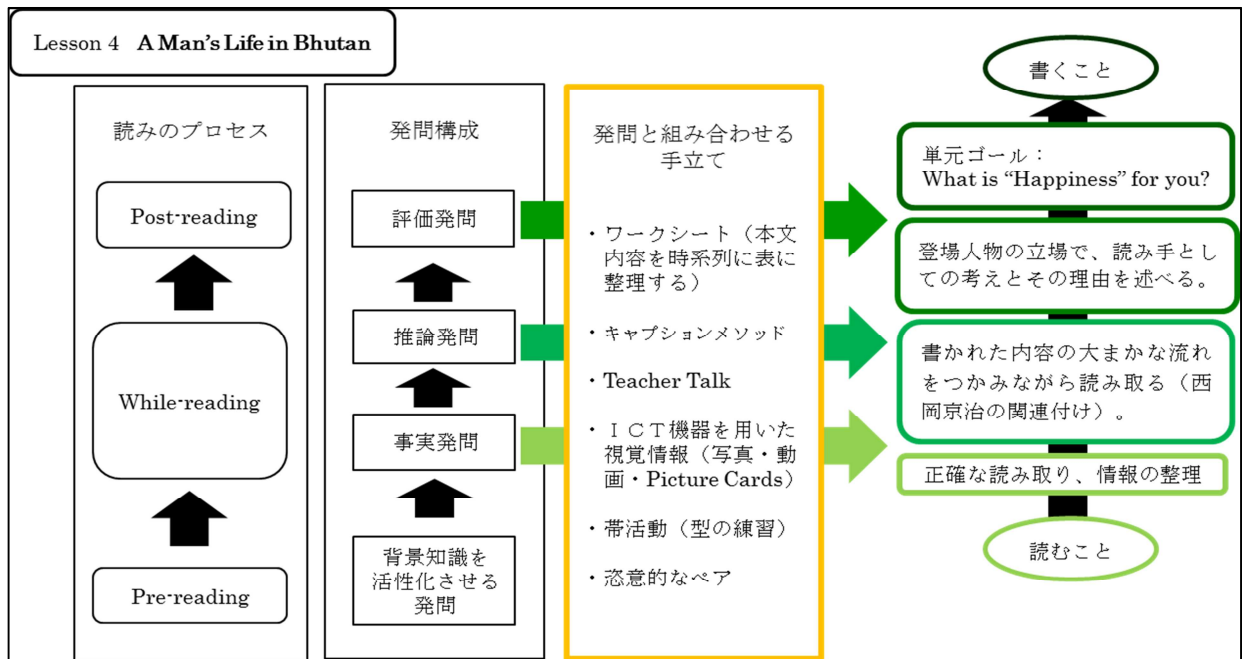 Lesson 4 A Man's Life in Bhutan
読みのプロセス
Post-reading
While-reading
Pre-reading
発問構成
評価発問
推論発問
事実発問
背景知識を
活性化させる
発問
発問と組み合わせる
手立て
・ワークシート（本文
内容を時系列に表に
整理する）
・キャプションメソッド
・Teacher Talk
・ＩＣＴ機器を用いた
視覚情報（写真・動
画・Picture Cards）
・帯活動（型の練習）
・恣意的なペア
書くこと
単元ゴール：
What is “Happiness” for you?
登場人物の立場で、読み手とし
ての考えとその理由を述べる。
書かれた内容の大まかな流れ
をつかみながら読み取る（西
岡京治の関連付け）。
正確な読み取り、情報の整理
読むこと